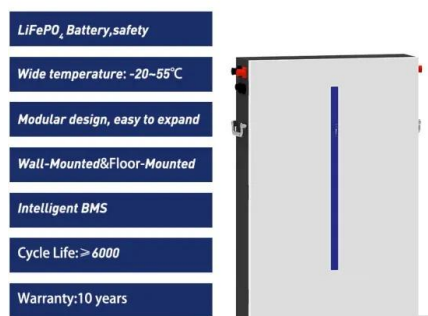 LiFePO₄ Battery,safety
Wide temperature: -20~55℃
Modular design, easy to expand
Wall-Mounted&Floor-Mounted
Intelligent BMS
Cycle Life:≥6000
Warranty:10 years